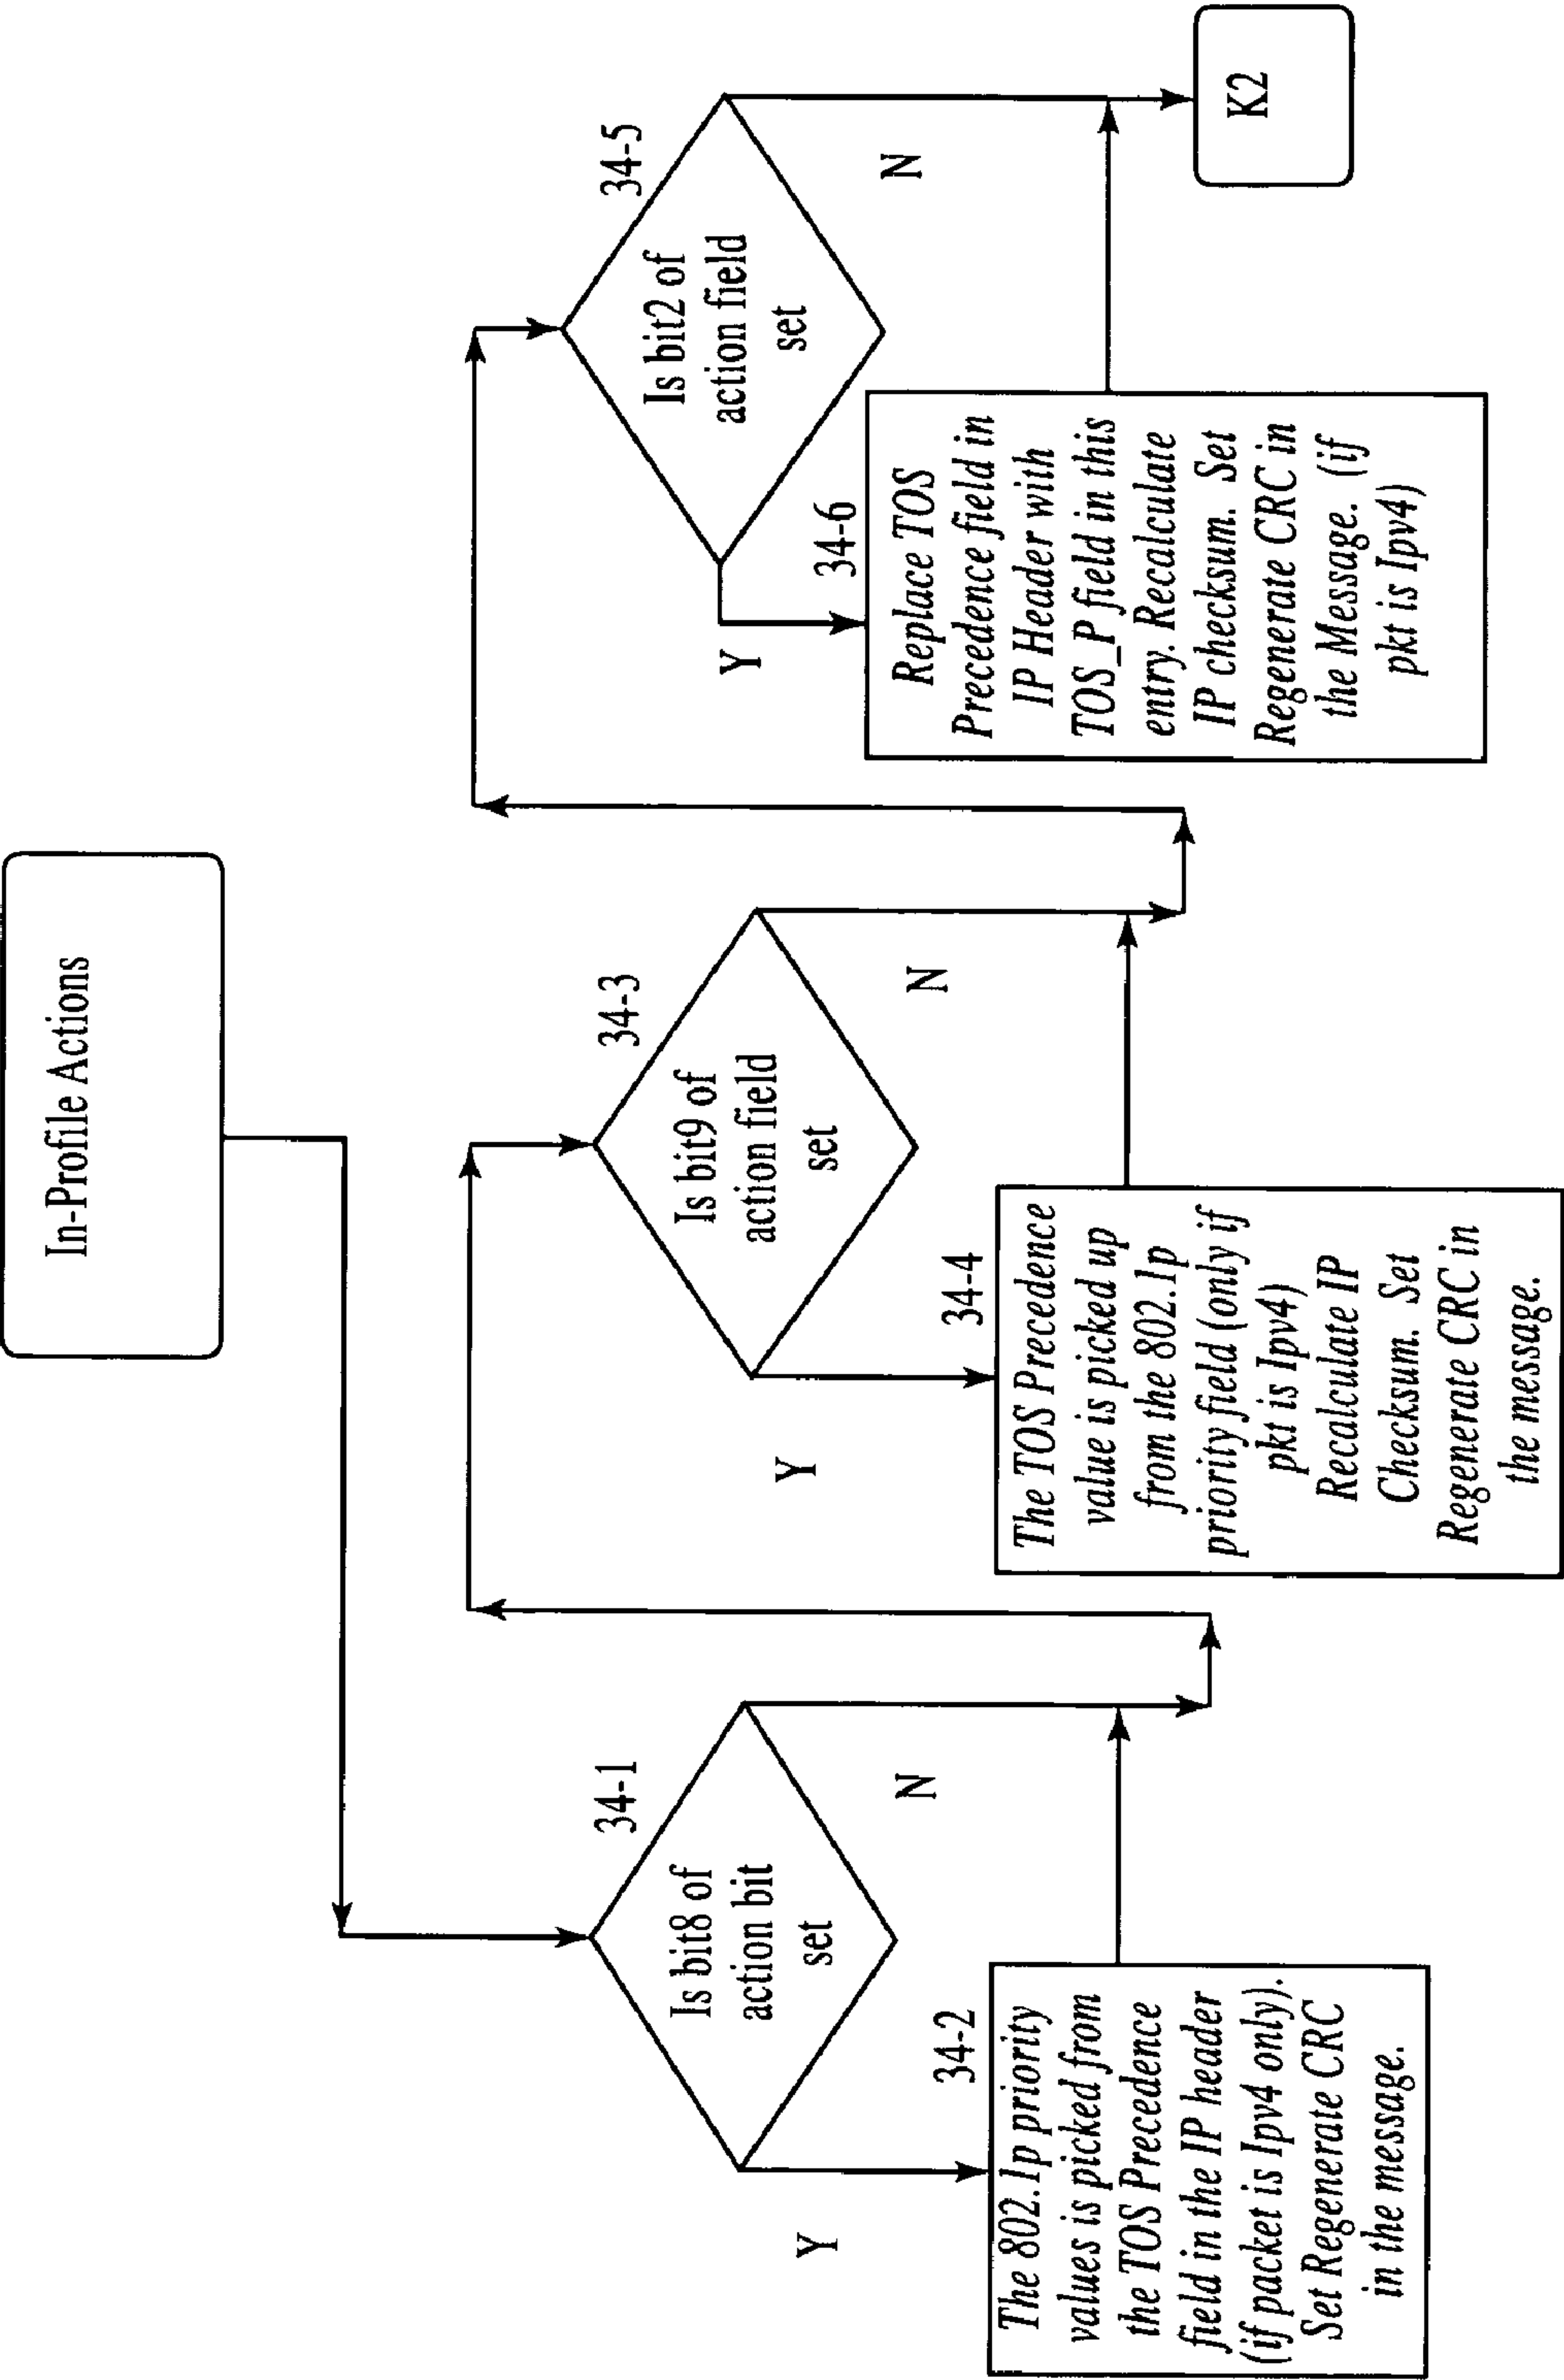 In-Profile Actions
34-1
Is bit8 of
action bit
set
Y
N
34-2
The 802.1p priority
values is picked from
the TOS Precedence
field in the IP header
(if packet is Ipv4 only).
Set Regenerate CRC
in the message.
34-3
Is bit9 of
action field
set
Y
N
34-4
The TOS Precedence
value is picked up
from the 802.1p
priority field (only if
pkt is Ipv4)
Recalculate IP
Checksum. Set
Regenerate CRC in
the message.
34-5
Is bit2 of
action field
set
Y
N
34-6
Replace TOS
Precedence field in
IP Header with
TOS_P field in this
entry. Recalculate
IP checksum. Set
Regenerate CRC in
the Message. (if
pkt is Ipv4)
K2